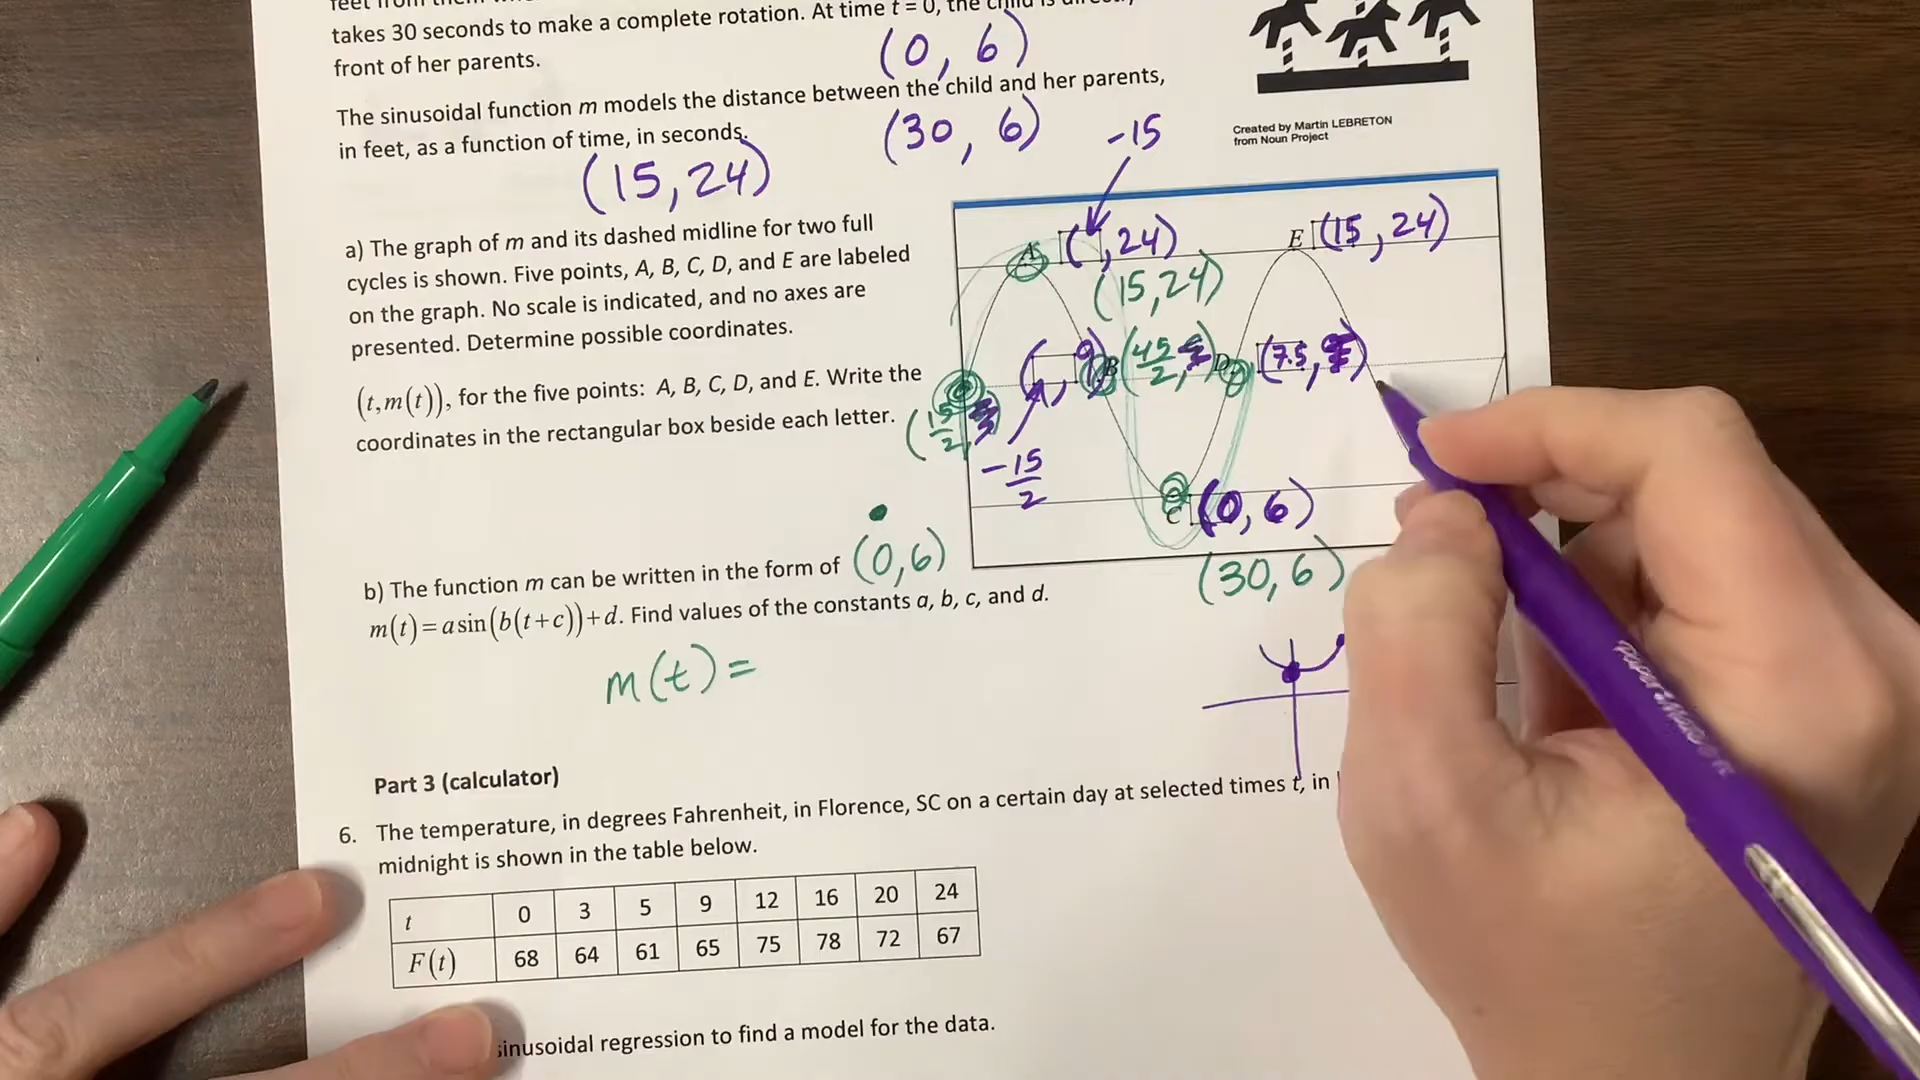 takes 30 seconds to make a complete rotation. At time t = 0, the child is
front of her parents.
(0, 6)
The sinusoidal function m models the distance between the child and her parents,
in feet, as a function of time, in seconds.
(30, 6)
-15
(15,24)
Created by Martin LEBRETON
from Noun Project
a) The graph of m and its dashed midline for two full
cycles is shown. Five points, A, B, C, D, and E are labeled
on the graph. No scale is indicated, and no axes are
presented. Determine possible coordinates.
(t,m(t)), for the five points: A, B, C, D, and E. Write the
coordinates in the rectangular box beside each letter.
A ( ,24)
E (15, 24)
(15,24)
B
(45/2,
D
(7.5,
(15/2,
-15/2
C (0, 6)
(30, 6)
b) The function m can be written in the form of
(0,6)
m(t)=asin(b(t+c))+d. Find values of the constants a, b, c, and d.
m(t) =
Part 3 (calculator)
6. The temperature, in degrees Fahrenheit, in Florence, SC on a certain day at selected times t, in
midnight is shown in the table below.
t 0 3 5 9 12 16 20 24
F(t) 68 64 61 65 75 78 72 67
sinusoidal regression to find a model for the data.
Paper Mate